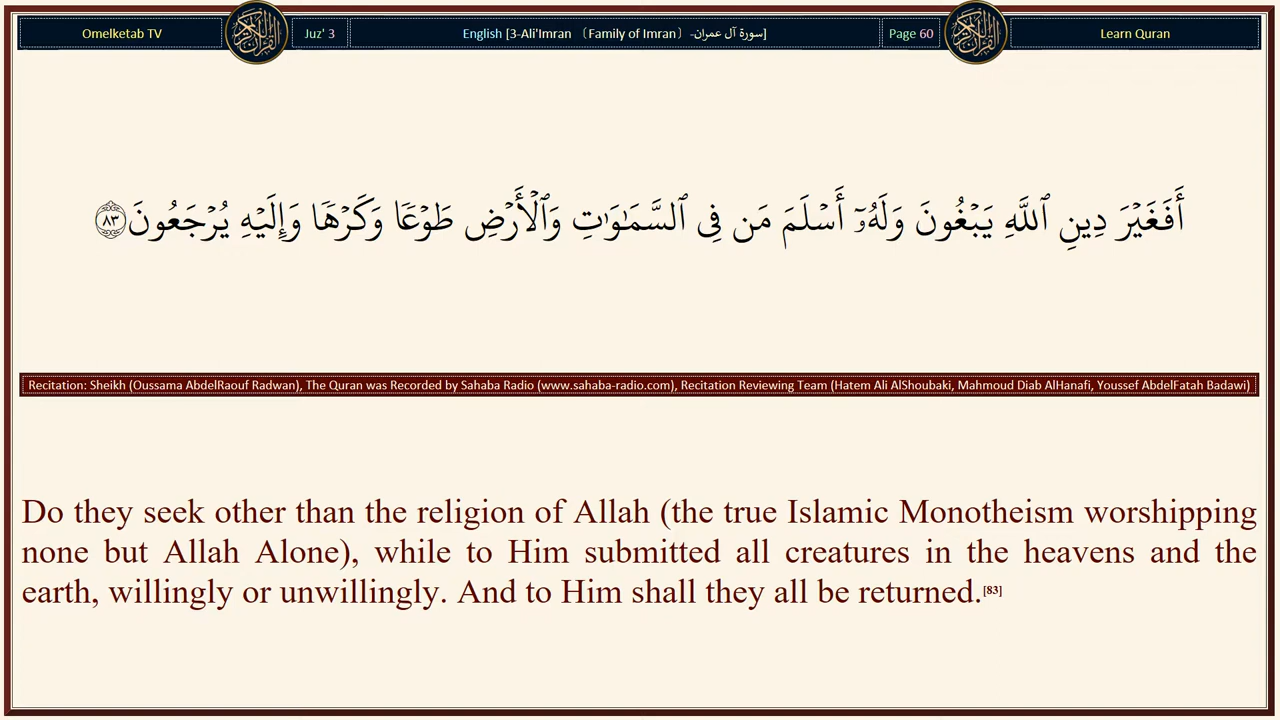 Omelketab TV
Juz' 3
English [3-Ali'Imran 〔Family of Imran〕-سورة آل عمران]
Page 60
Learn Quran
أَفَغَيْرَ دِينِ ٱللَّهِ يَبْغُونَ وَلَهُۥٓ أَسْلَمَ مَن فِى ٱلسَّمَـٰوَٰتِ وَٱلْأَرْضِ طَوْعًا وَكَرْهًا وَإِلَيْهِ يُرْجَعُونَ ٨٣
Recitation: Sheikh (Oussama AbdelRaouf Radwan), The Quran was Recorded by Sahaba Radio (www.sahaba-radio.com), Recitation Reviewing Team (Hatem Ali AlShoubaki, Mahmoud Diab AlHanafi, Youssef AbdelFatah Badawi)
Do they seek other than the religion of Allah (the true Islamic Monotheism worshipping
none but Allah Alone), while to Him submitted all creatures in the heavens and the
earth, willingly or unwillingly. And to Him shall they all be returned.[83]